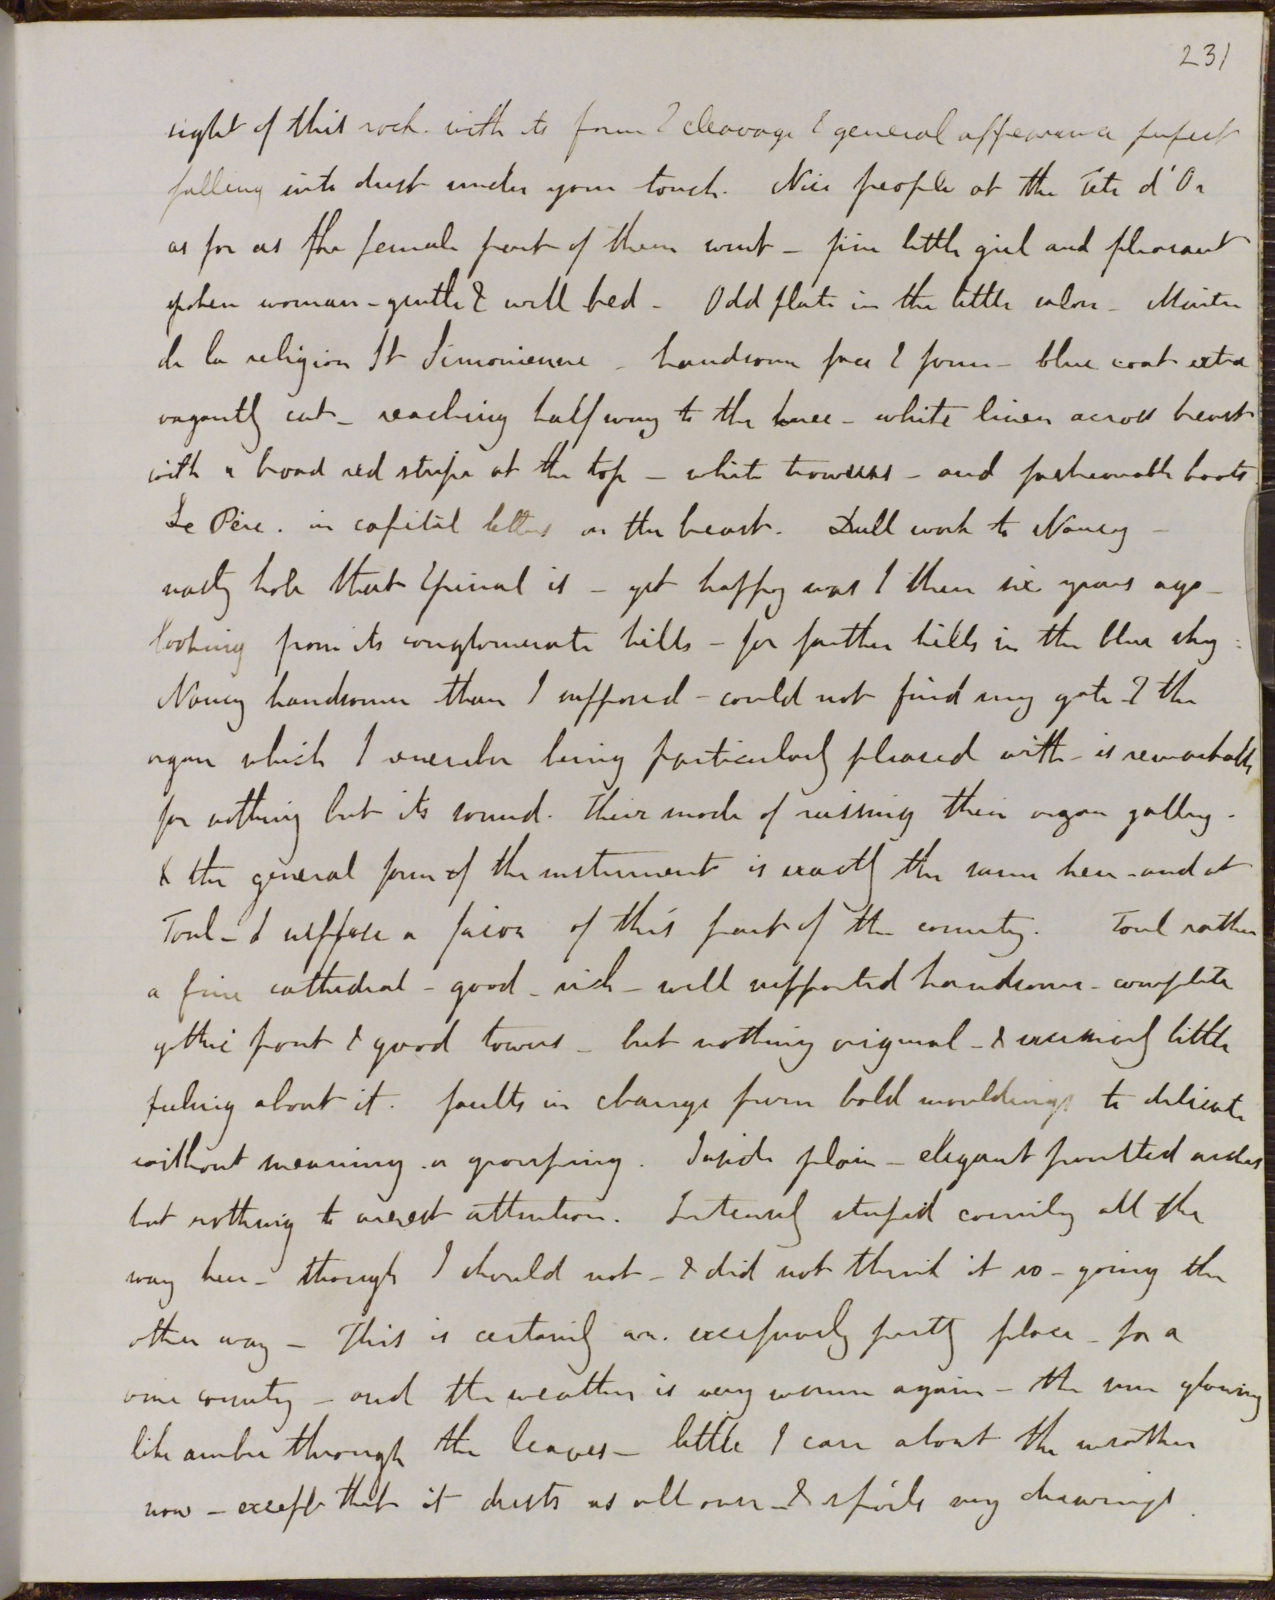 231
sight of this rock. with its form & cleavage & general appearance perfect
falling into dust under your touch. Nice people at the Tete d'Or
as far as the female part of them went – fine little girl and pleasant
spoken woman – gentle & well bred – Odd plate in the little salon – Maitre
de la religion St Simonienne – handsome face & form – blue coat extra
vagantly cut – reaching half way to the knee – white linen across breast
with a broad red stripe at the top – white trowsers – and fashionable boots
Le Père. in capital letters on the breast. Dull work to Nancy –
nasty hole that Epinal is – yet happy was I there six years ago –
looking from its conglomerate hills – for further hills in the blue sky :
Nancy handsomer than I supposed – could not find my gate & the
organ which I remember being particularly pleased with – is remarkable
for nothing but its sound. Their mode of raising their organ gallery –
& the general form of the instrument is exactly the same here – and at
Toul – I suppose a of this part of the country. Toul rather
a fine cathedral – good – rich – well supported handsome – complete
gothic front & good towers – but nothing original – & exceedingly little
feeling about it. faults in change from bold mouldings to delicate
without meaning or grouping. Inside plain – elegant pointed arches
but nothing to arrest attention. Intensely stupid country all the
way here – though I should not – & did not think it so – going the
other way – This is certainly an. excessively pretty place – for a
vine country – and the weather is very warm again – the sun glowing
like amber through the leaves – little I care about the weather
now – except that it dusts us all over – & spoils my drawings.